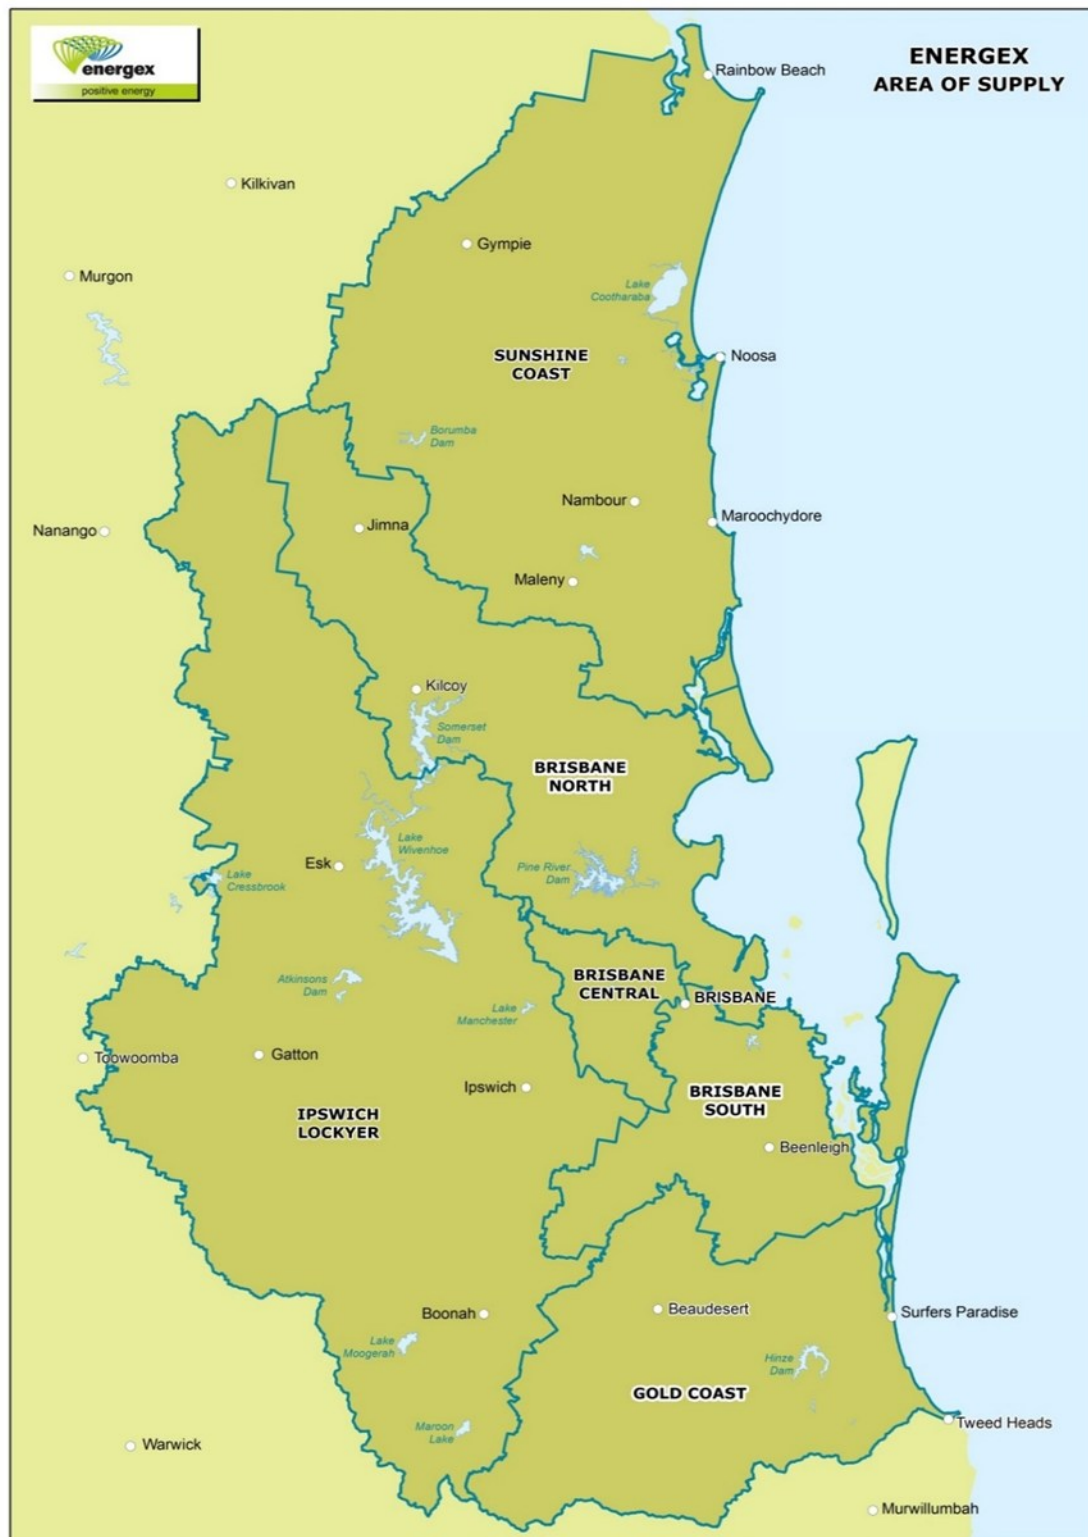 energex
positive energy
ENERGEX
AREA OF SUPPLY
Rainbow Beach
Kilkivan
Gympie
Murgon
Lake
Cootharaba
SUNSHINE
COAST
Noosa
Borumba
Dam
Nambour
Maroochydore
Nanango
Jimna
Maleny
Kilcoy
Somerset
Dam
BRISBANE
NORTH
Lake
Wivenhoe
Esk
Pine River
Dam
Lake
Cressbrook
BRISBANE
CENTRAL
Atkinsons
Dam
BRISBANE
Lake
Manchester
Toowoomba
Gatton
Ipswich
BRISBANE
SOUTH
IPSWICH
LOCKYER
Beenleigh
Boonah
Beaudesert
Surfers Paradise
Lake
Moogerah
Hinze
Dam
GOLD COAST
Maroon
Lake
Tweed Heads
Warwick
Murwillumbah